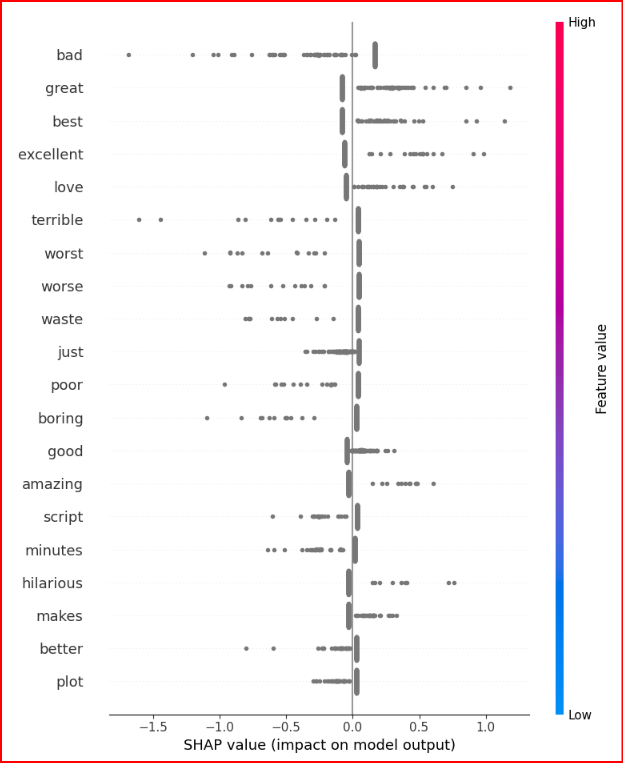 High
bad
great
best
excellent
love
terrible
worst
worse
waste
just
poor
boring
good
amazing
script
minutes
hilarious
makes
better
plot
Feature value
Low
−1.5 −1.0 −0.5 0.0 0.5 1.0
SHAP value (impact on model output)